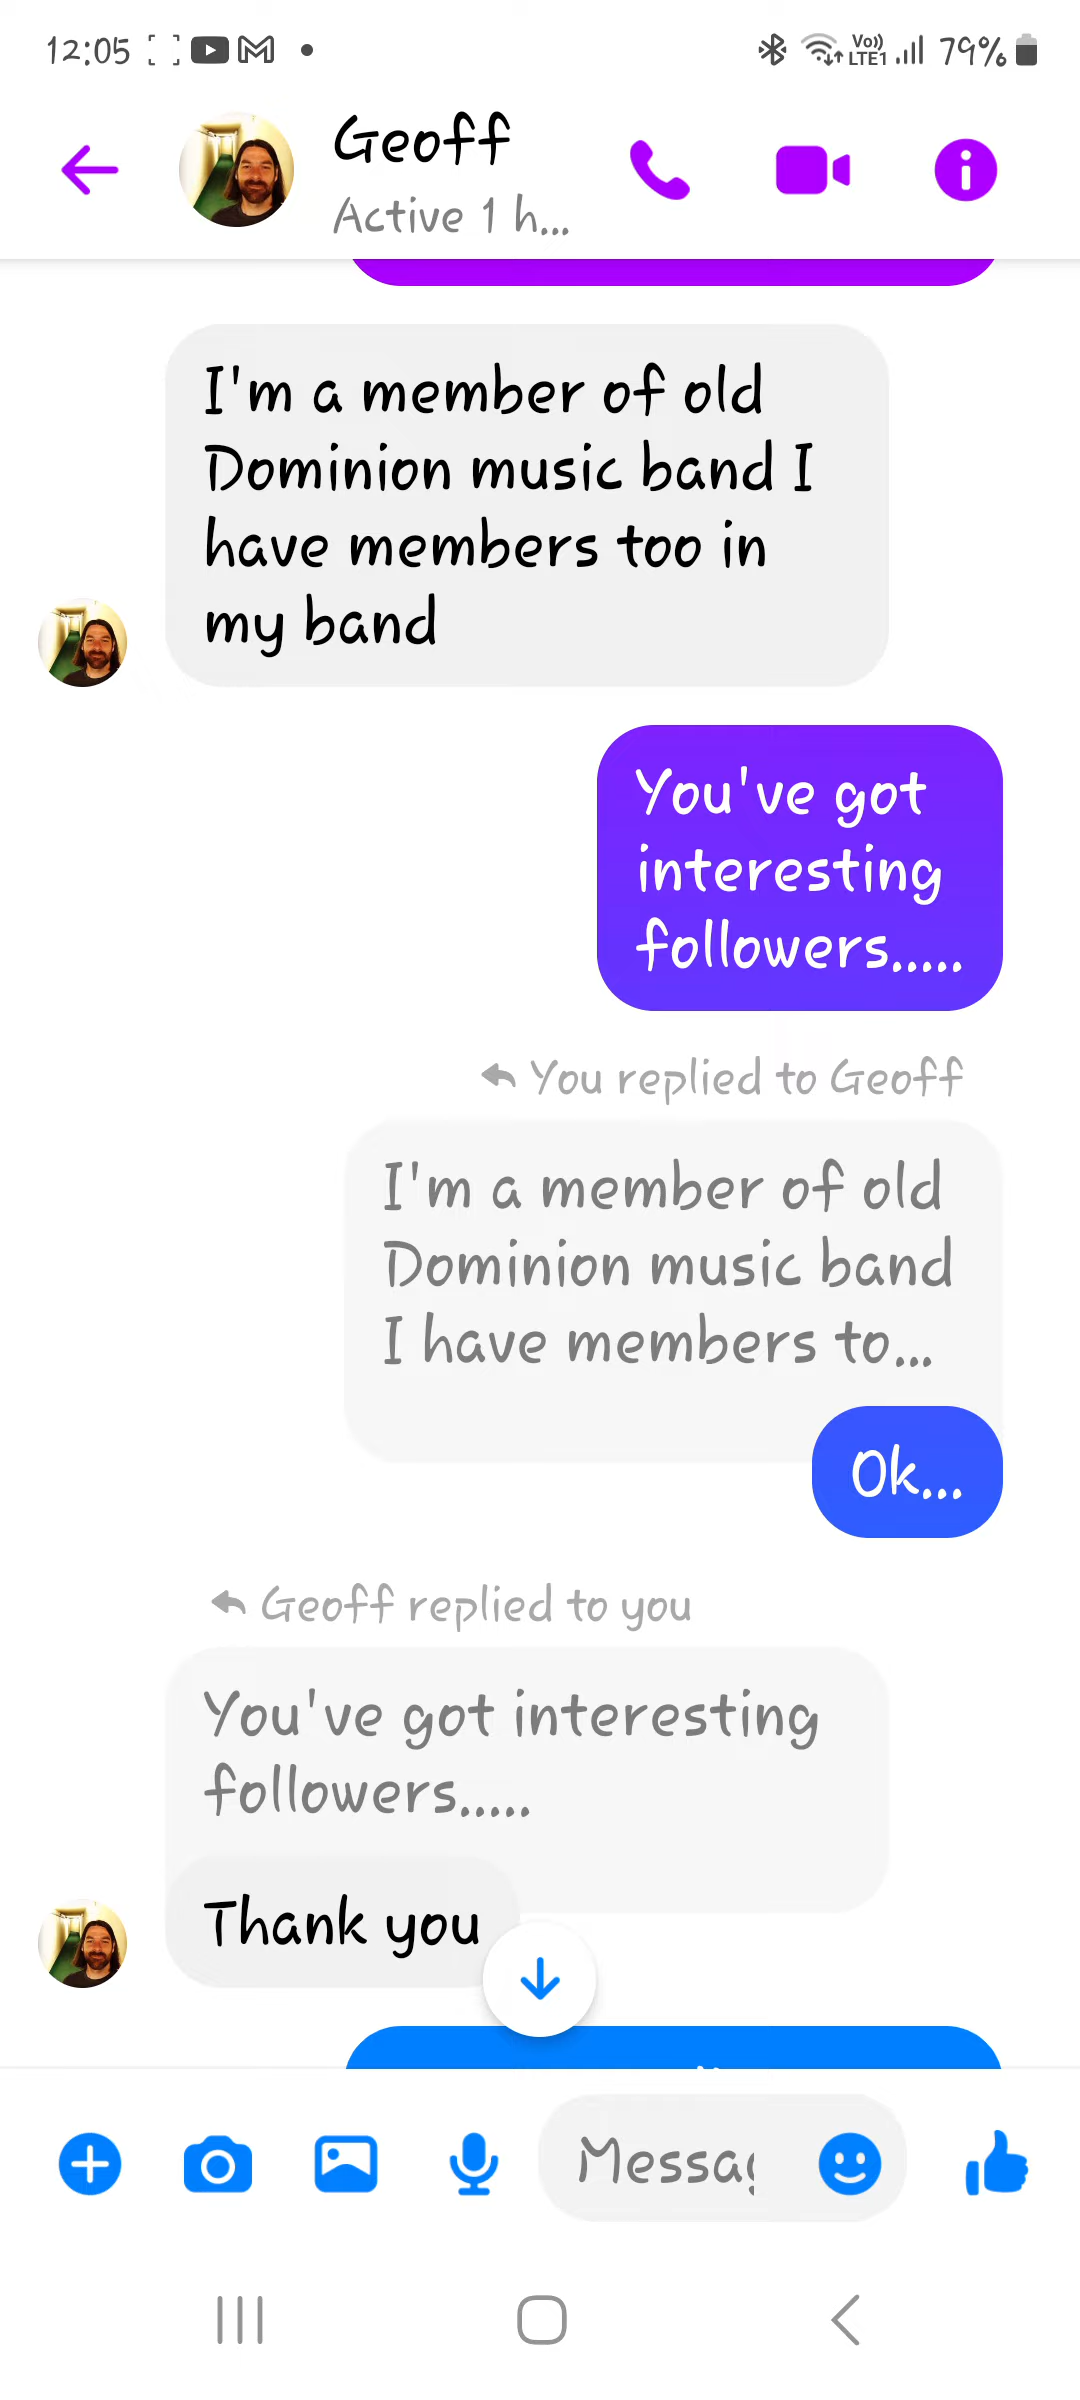 12:05 Vo)) LTE1 79%
Geoff
Active 1 h...
I'm a member of old
Dominion music band I
have members too in
my band
You've got
interesting
followers.....
You replied to Geoff
I'm a member of old
Dominion music band
I have members to...
Ok...
Geoff replied to you
You've got interesting
followers.....
Thank you